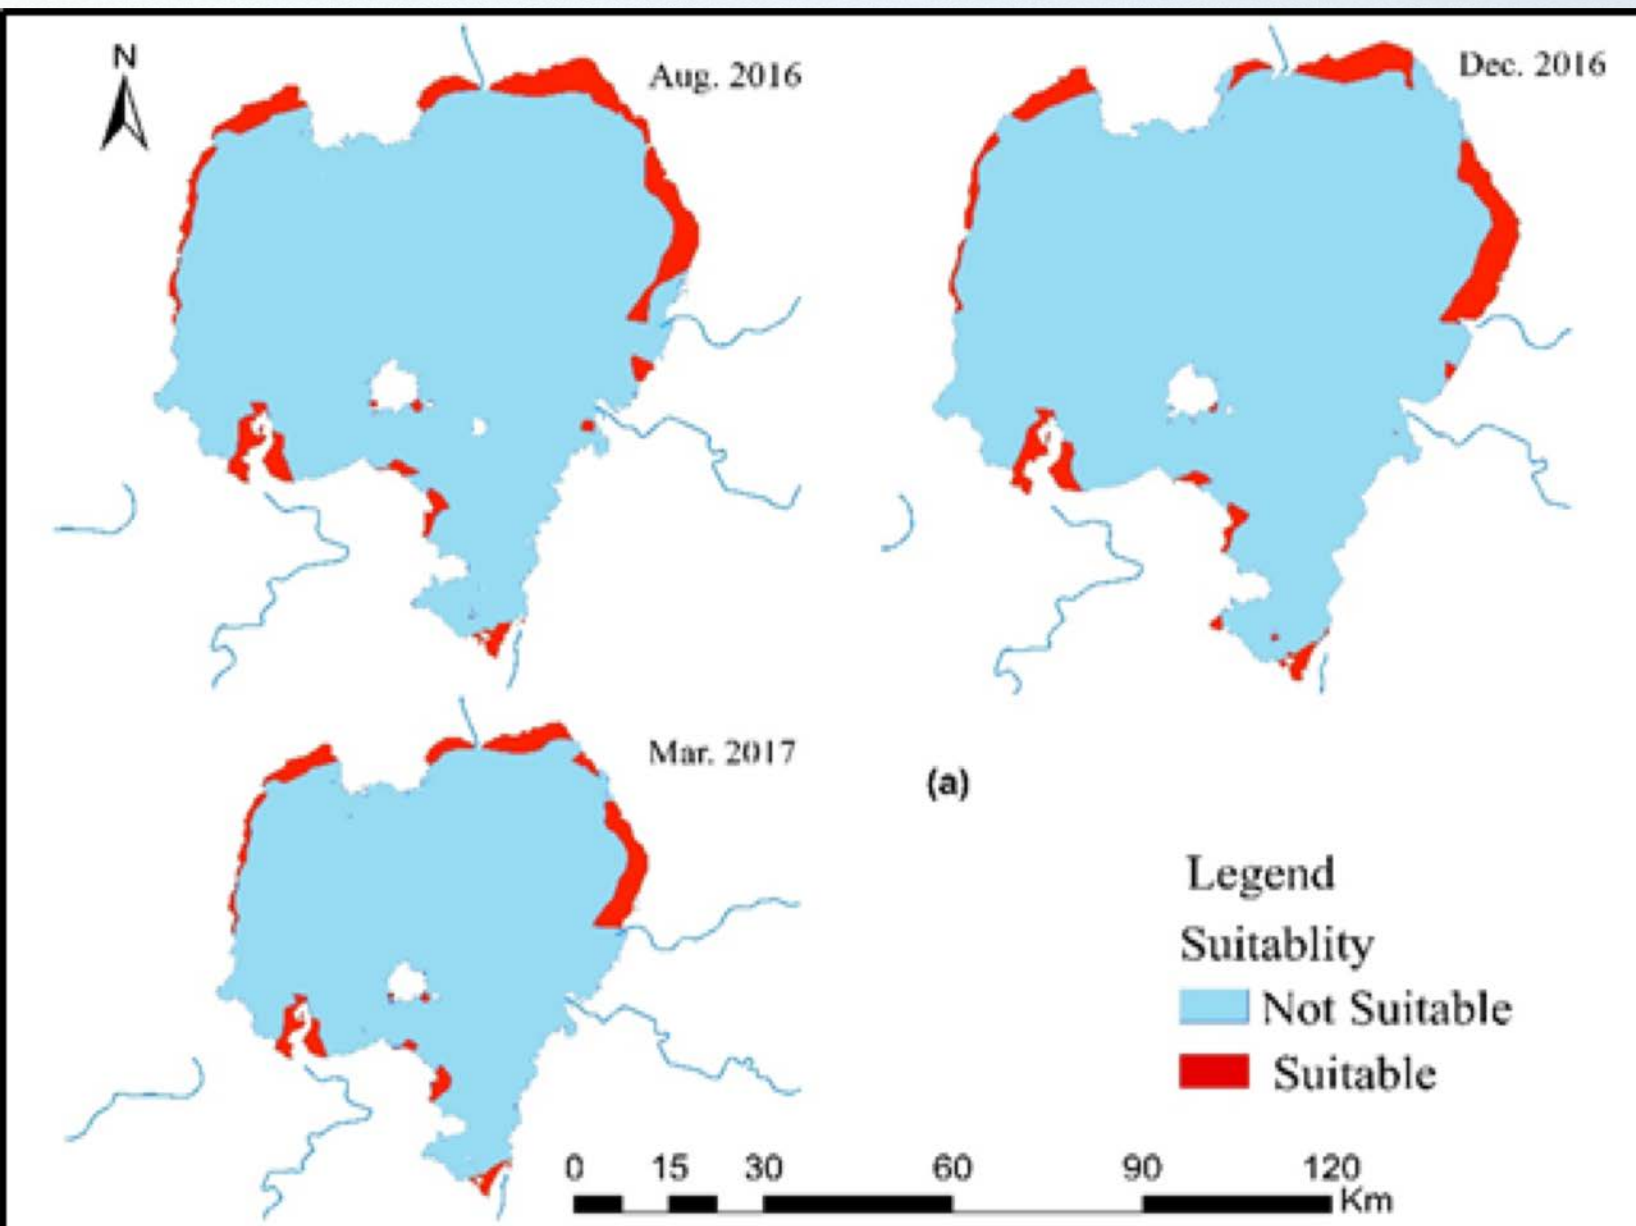 N
Aug. 2016
Dec. 2016
Mar. 2017
(a)
Legend
Suitablity
Not Suitable
Suitable
0 15 30 60 90 120
Km